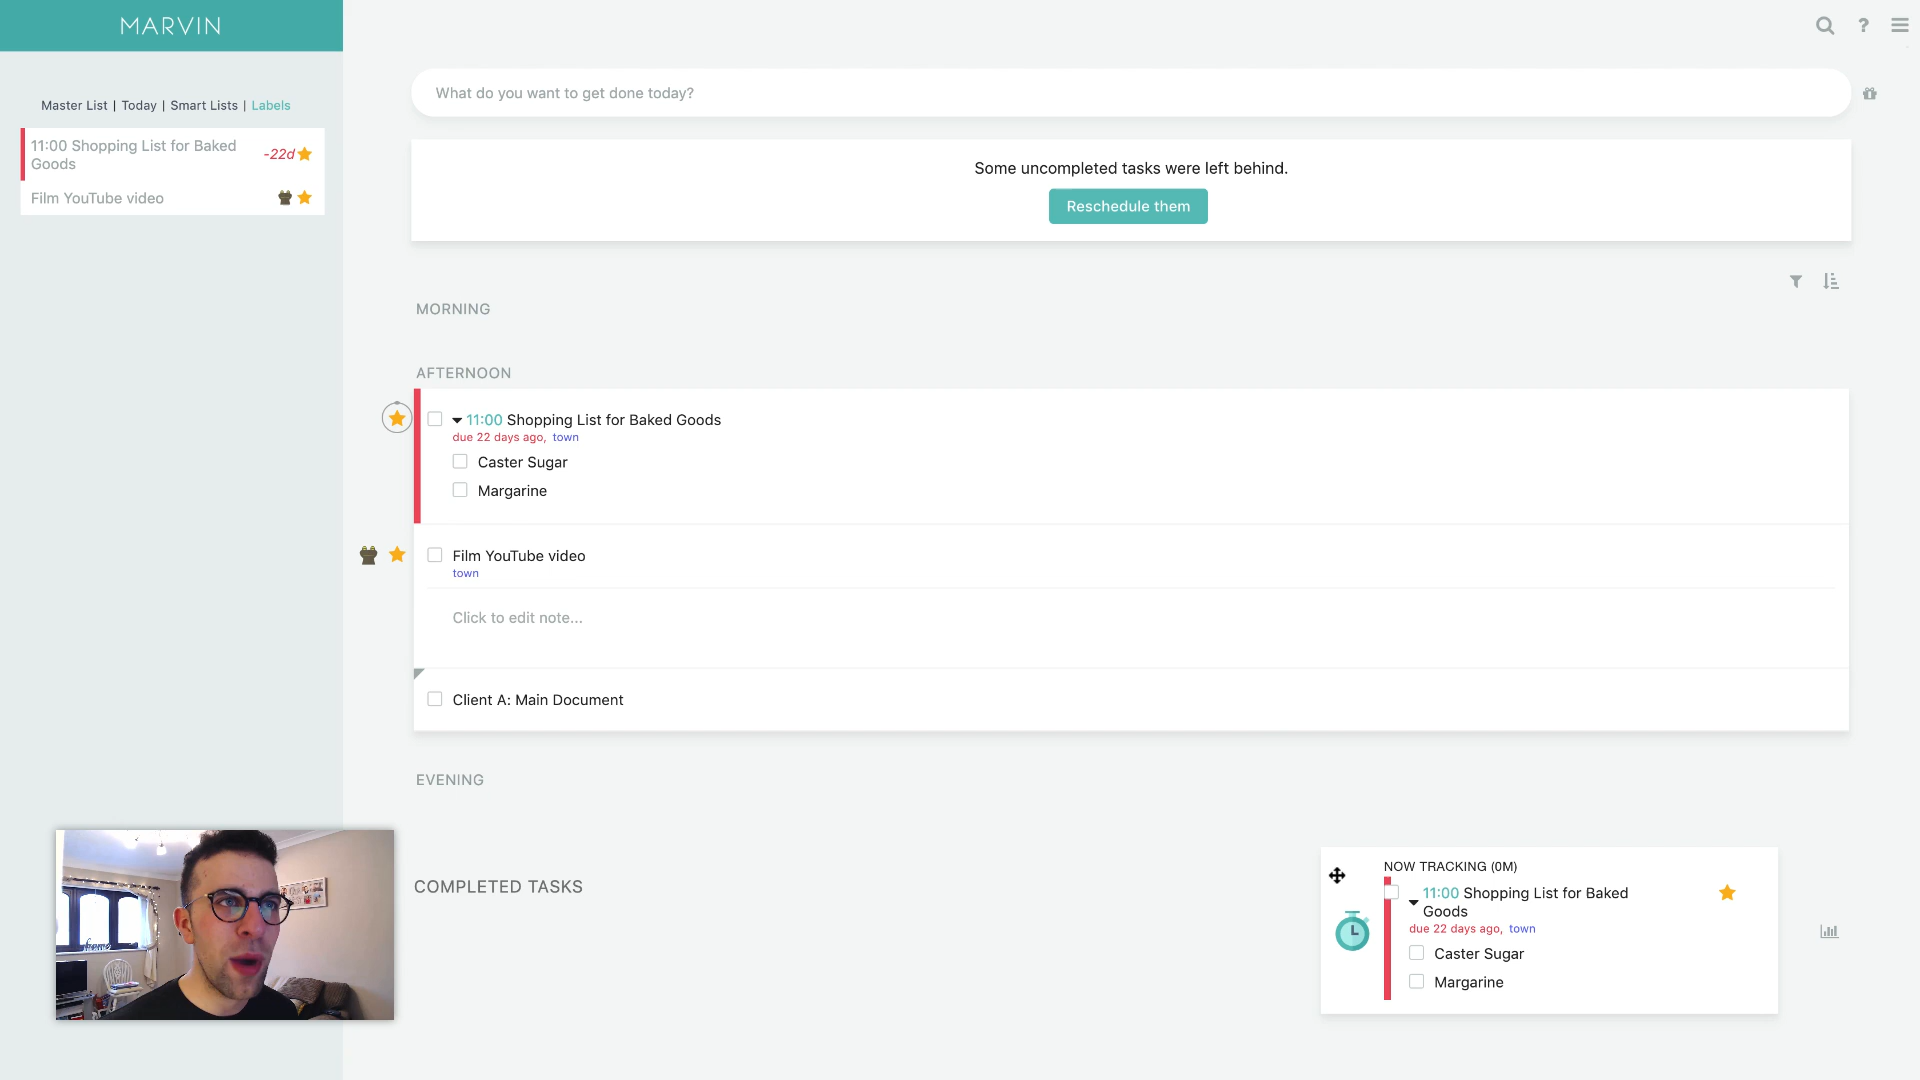 MARVIN
?
Master List | Today | Smart Lists | Labels
11:00 Shopping List for Baked
Goods
-22d
Film YouTube video
What do you want to get done today?
Some uncompleted tasks were left behind.
Reschedule them
MORNING
AFTERNOON
11:00 Shopping List for Baked Goods
due 22 days ago, town
Caster Sugar
Margarine
Film YouTube video
town
Click to edit note...
Client A: Main Document
EVENING
COMPLETED TASKS
NOW TRACKING (0M)
11:00 Shopping List for Baked
Goods
due 22 days ago, town
Caster Sugar
Margarine
home